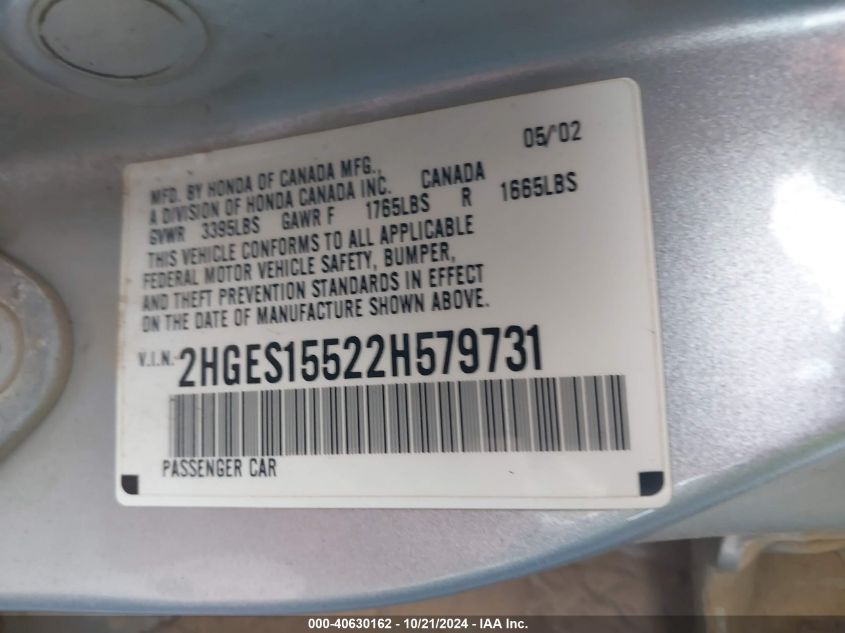 05/'02
MFD. BY HONDA OF CANADA MFG.,
A DIVISION OF HONDA CANADA INC. CANADA
GVWR 3395LBS GAWR F 1765LBS R 1665LBS
THIS VEHICLE CONFORMS TO ALL APPLICABLE
FEDERAL MOTOR VEHICLE SAFETY, BUMPER,
AND THEFT PREVENTION STANDARDS IN EFFECT
ON THE DATE OF MANUFACTURE SHOWN ABOVE.
V.I.N. 2HGES15522H579731
PASSENGER CAR
000-40630162 - 10/21/2024 - IAA Inc.